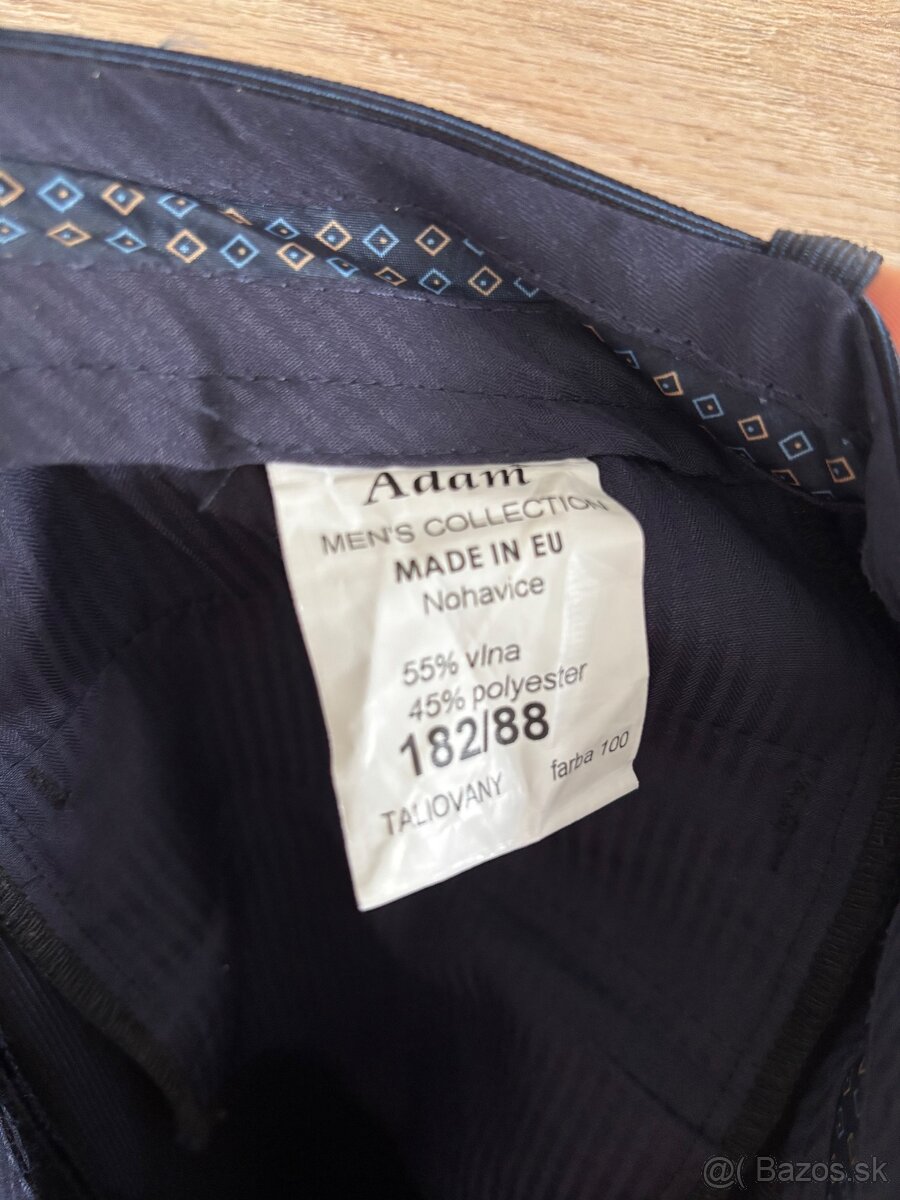 Adam
MEN'S COLLECTION
MADE IN EU
Nohavice
55% vlna
45% polyester
182/88
TALIOVANY farba 100
@( Bazos.sk